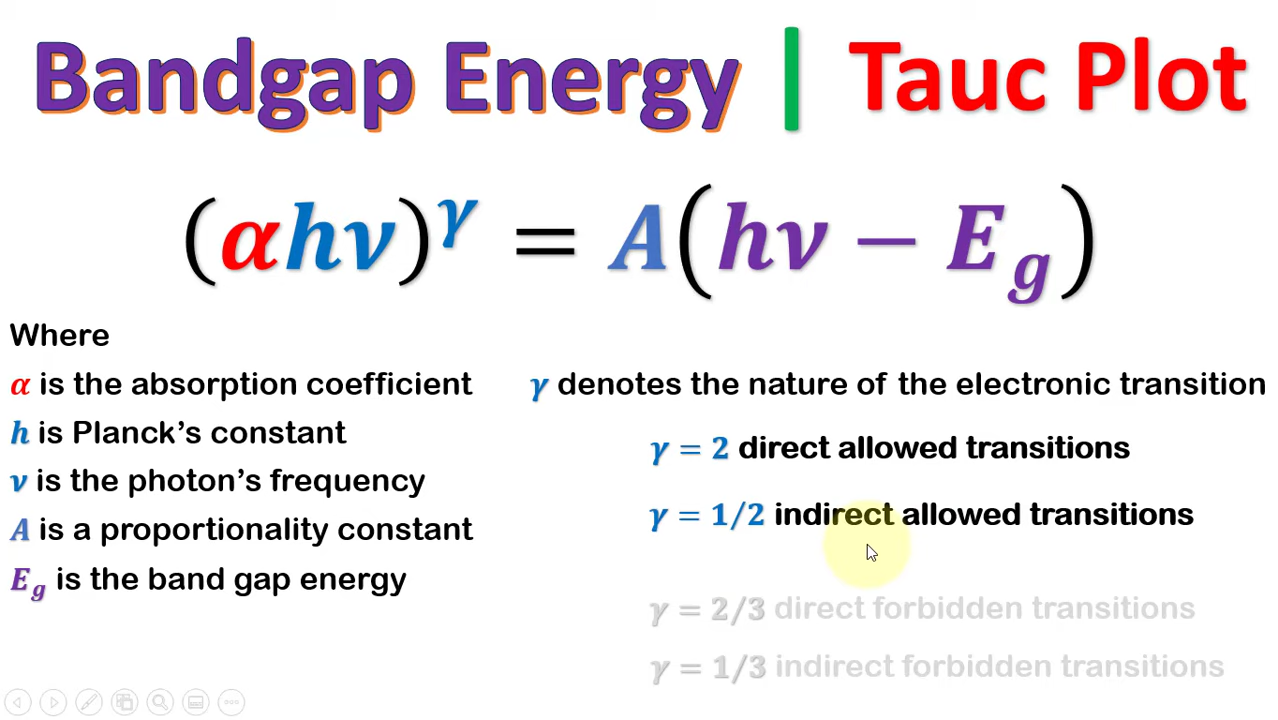 Bandgap Energy | Tauc Plot
(αhν)^γ = A(hν − E_g)
Where
α is the absorption coefficient
h is Planck’s constant
ν is the photon’s frequency
A is a proportionality constant
E_g is the band gap energy
γ denotes the nature of the electronic transition
γ = 2 direct allowed transitions
γ = 1/2 indirect allowed transitions
γ = 2/3 direct forbidden transitions
γ = 1/3 indirect forbidden transitions